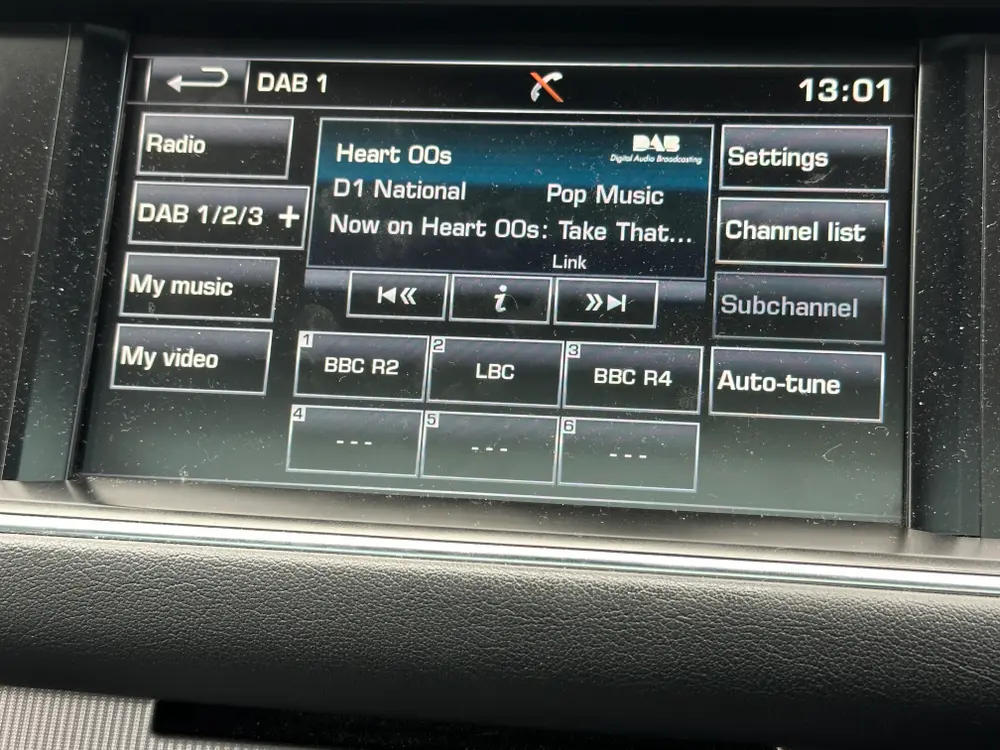 DAB 1
13:01
Radio
DAB 1/2/3 +
My music
My video
Heart 00s
DAB
Digital Audio Broadcasting
D1 National
Pop Music
Now on Heart 00s: Take That...
Link
i
1
BBC R2
2
LBC
3
BBC R4
4
---
5
---
6
---
Settings
Channel list
Subchannel
Auto-tune